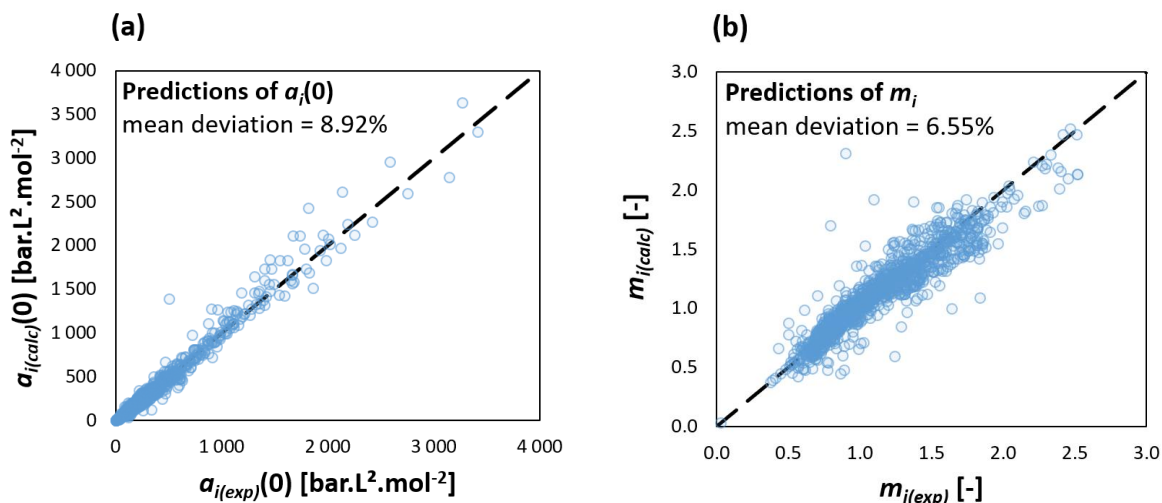 (a)
Predictions of aᵢ(0)
mean deviation = 8.92%
a_i(calc)(0) [bar.L².mol⁻²]
4 000
3 500
3 000
2 500
2 000
1 500
1 000
500
0
0
1 000
2 000
3 000
4 000
a_i(exp)(0) [bar.L².mol⁻²]
(b)
Predictions of mᵢ
mean deviation = 6.55%
m_i(calc) [-]
3.0
2.5
2.0
1.5
1.0
0.5
0.0
0.0
0.5
1.0
1.5
2.0
2.5
3.0
m_i(exp) [-]